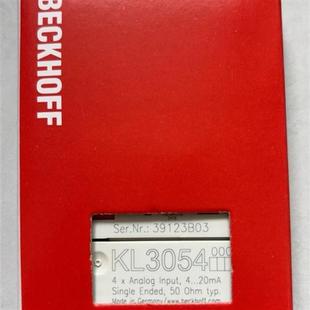 BECKHOFF
Ser.Nr.: 39123B03
KL3054
000
4 x Analog Input, 4...20mA
Single Ended, 50 Ohm typ.
Made in Germany/www.beckhoff.com